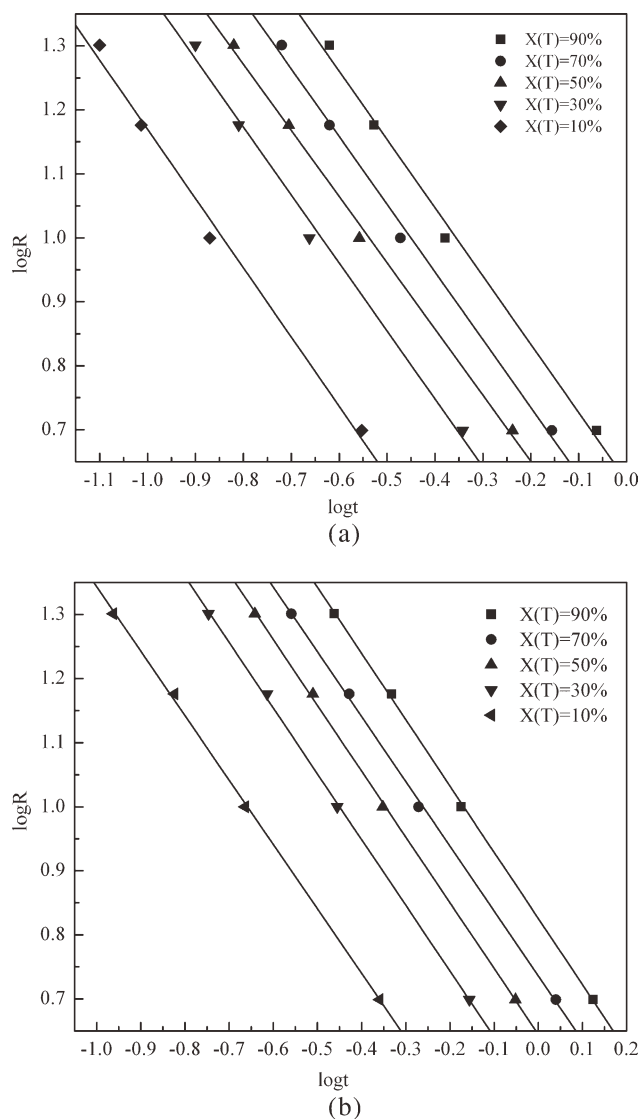 1.3
1.2
1.1
1.0
0.9
0.8
0.7
logR
X(T)=90%
X(T)=70%
X(T)=50%
X(T)=30%
X(T)=10%
-1.1 -1.0 -0.9 -0.8 -0.7 -0.6 -0.5 -0.4 -0.3 -0.2 -0.1 0.0
logt
(a)
1.3
1.2
1.1
1.0
0.9
0.8
0.7
logR
X(T)=90%
X(T)=70%
X(T)=50%
X(T)=30%
X(T)=10%
-1.0 -0.9 -0.8 -0.7 -0.6 -0.5 -0.4 -0.3 -0.2 -0.1 0.0 0.1 0.2
logt
(b)